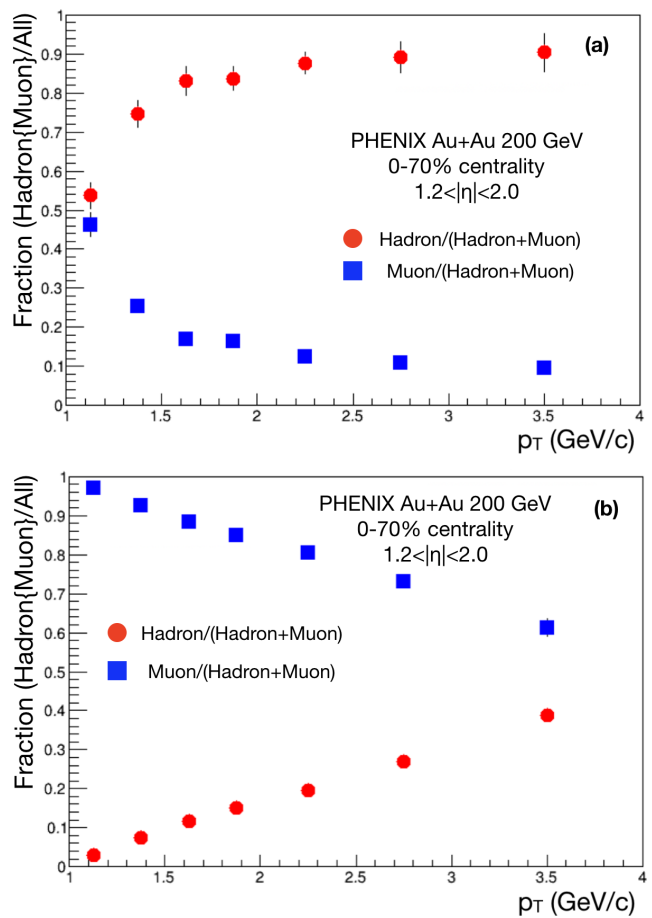 Fraction (Hadron{Muon}/All)
1
0.9
0.8
0.7
0.6
0.5
0.4
0.3
0.2
0.1
0
(a)
PHENIX Au+Au 200 GeV
0-70% centrality
1.2<|η|<2.0
Hadron/(Hadron+Muon)
Muon/(Hadron+Muon)
1 1.5 2 2.5 3 3.5 4
pT (GeV/c)
Fraction (Hadron{Muon}/All)
1
0.9
0.8
0.7
0.6
0.5
0.4
0.3
0.2
0.1
0
(b)
PHENIX Au+Au 200 GeV
0-70% centrality
1.2<|η|<2.0
Hadron/(Hadron+Muon)
Muon/(Hadron+Muon)
1 1.5 2 2.5 3 3.5 4
pT (GeV/c)